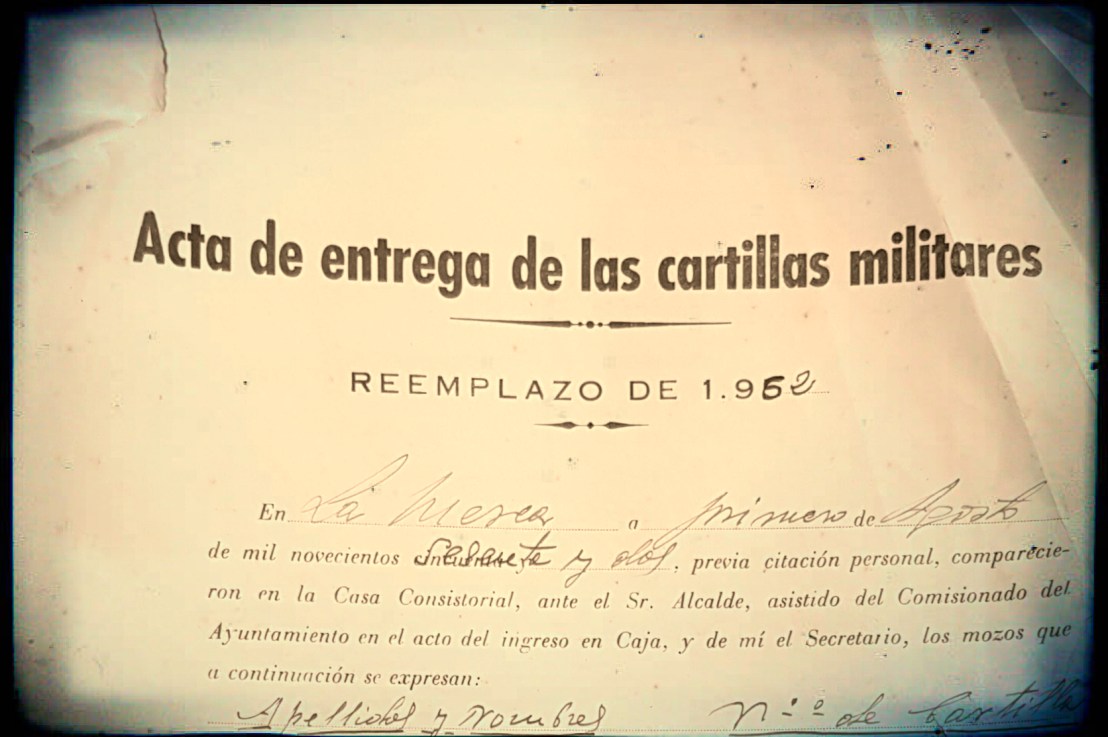 Acta de entrega de las cartillas militares
REEMPLAZO DE 1.962
En La Merca a primero de Agosto
de mil novecientos sesenta y dos, previa citación personal, comparecie-
ron en la Casa Consistorial, ante el Sr. Alcalde, asistido del Comisionado del
Ayuntamiento en el acto del ingreso en Caja, y de mí el Secretario, los mozos que
a continuación se expresan:
Apellidos y Nombres N.º de Cartilla